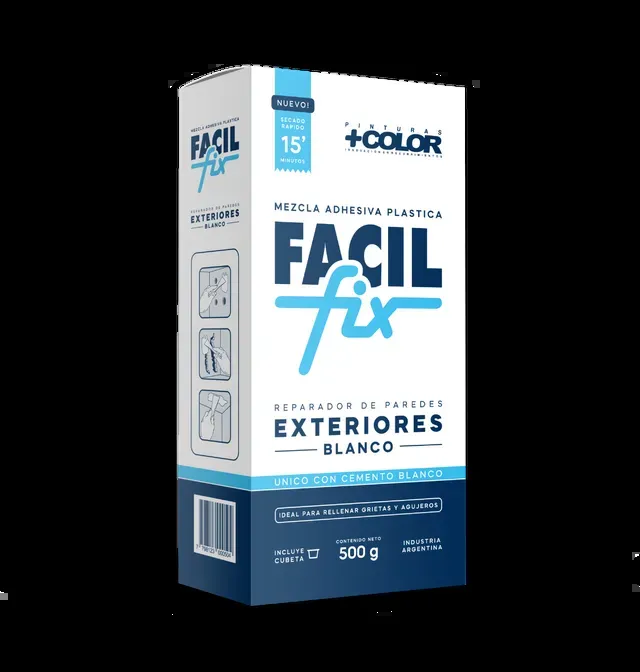 MEZCLA ADHESIVA PLASTICA
FACIL
fix
REPARADOR DE PAREDES
EXTERIORES
BLANCO
NUEVO!
SECADO
RAPIDO
15'
MINUTOS
PINTURAS
+COLOR
MEZCLA ADHESIVA PLASTICA
FACIL
fix
REPARADOR DE PAREDES
EXTERIORES
BLANCO
UNICO CON CEMENTO BLANCO
IDEAL PARA RELLENAR GRIETAS Y AGUJEROS
INCLUYE
CUBETA
CONTENIDO NETO
500 g
INDUSTRIA
ARGENTINA